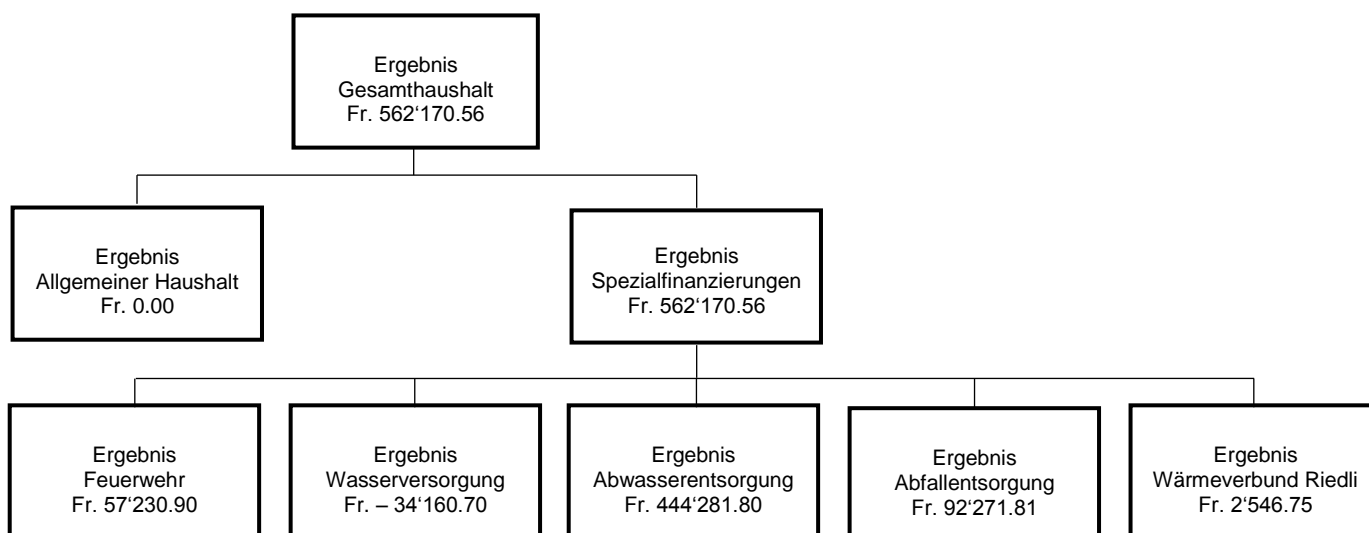 Ergebnis
Gesamthaushalt
Fr. 562‘170.56
Ergebnis
Allgemeiner Haushalt
Fr. 0.00
Ergebnis
Spezialfinanzierungen
Fr. 562‘170.56
Ergebnis
Feuerwehr
Fr. 57‘230.90
Ergebnis
Wasserversorgung
Fr. – 34‘160.70
Ergebnis
Abwasserentsorgung
Fr. 444‘281.80
Ergebnis
Abfallentsorgung
Fr. 92‘271.81
Ergebnis
Wärmeverbund Riedli
Fr. 2‘546.75